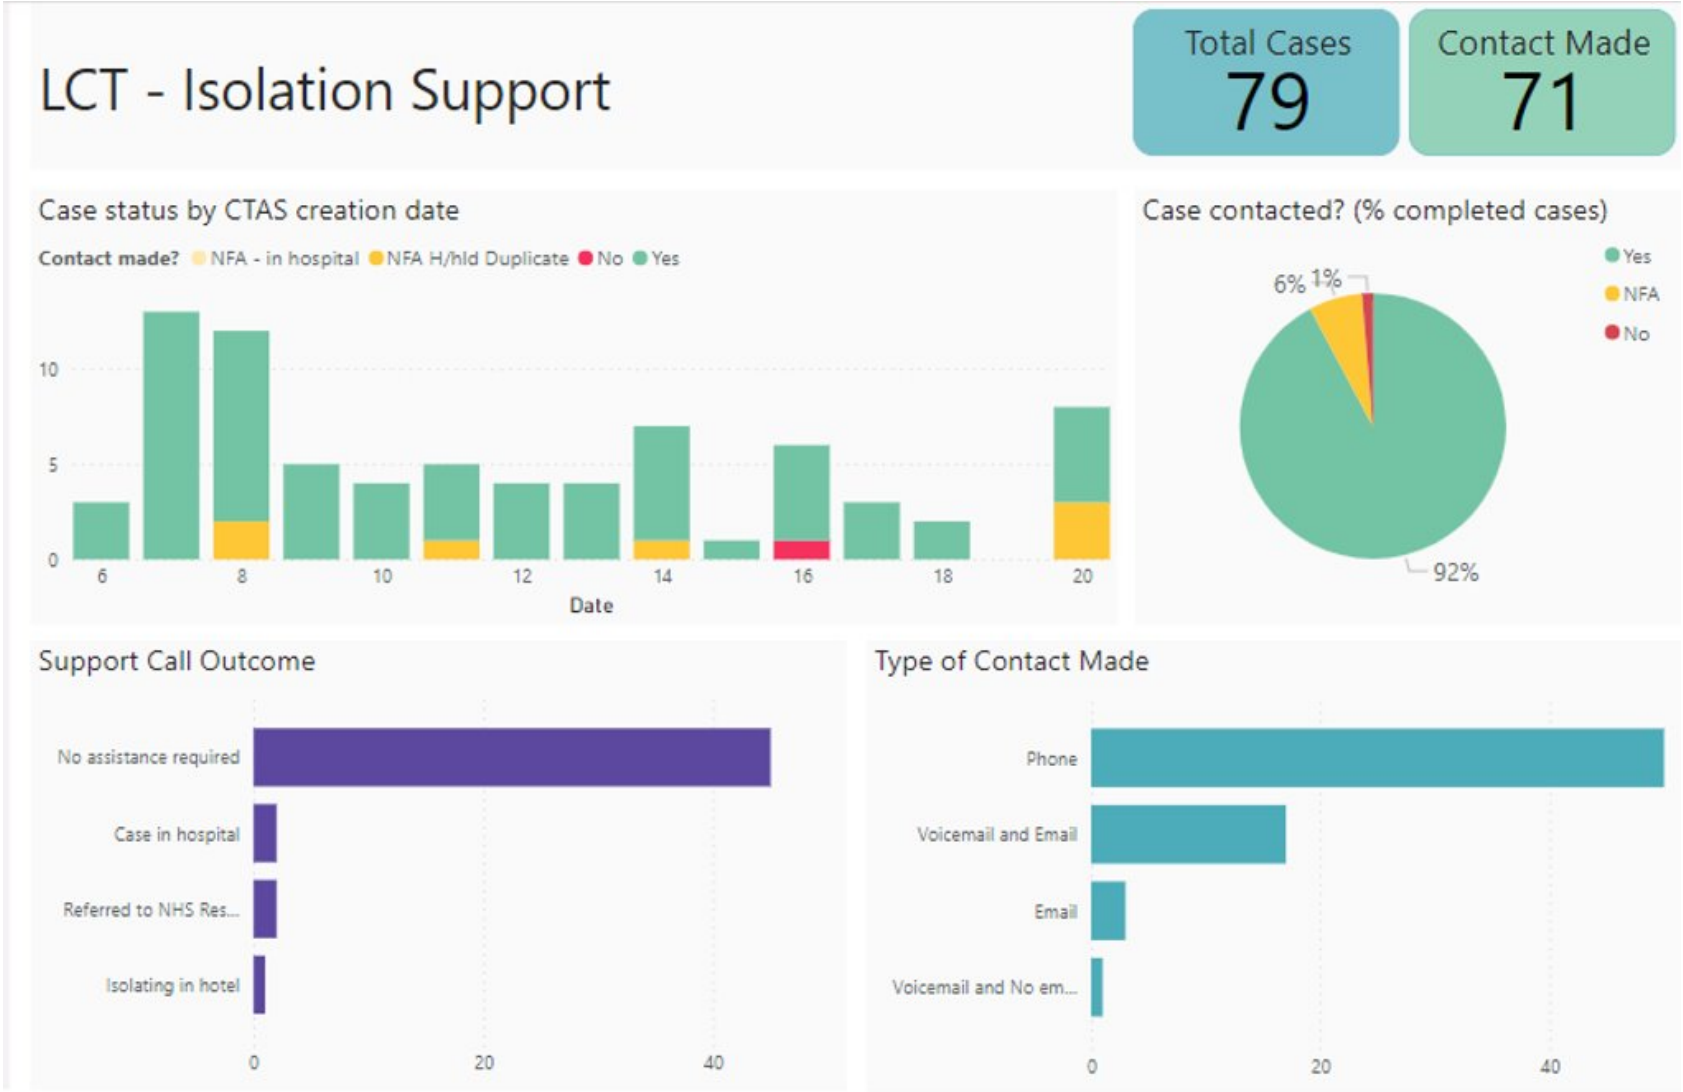 LCT - Isolation Support
Total Cases
79
Contact Made
71
Case status by CTAS creation date
Contact made? NFA - in hospital NFA H/hld Duplicate No Yes
10
5
0
6 8 10 12 14 16 18 20
Date
Case contacted? (% completed cases)
Yes
NFA
No
6% 1%
92%
Support Call Outcome
No assistance required
Case in hospital
Referred to NHS Res...
Isolating in hotel
0 20 40
Type of Contact Made
Phone
Voicemail and Email
Email
Voicemail and No em...
0 20 40